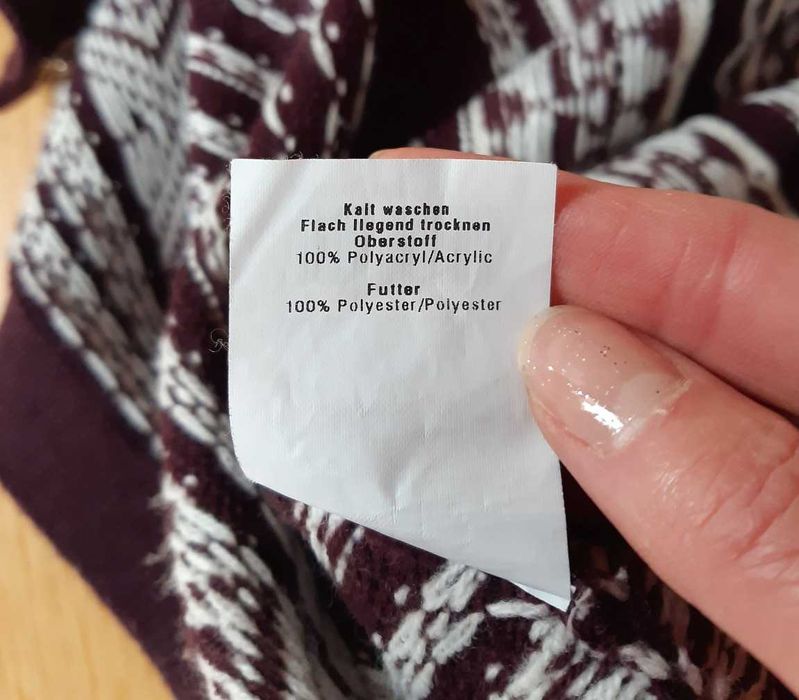 Kalt waschen
Flach liegend trocknen
Oberstoff
100% Polyacryl/Acrylic
Futter
100% Polyester/Polyester